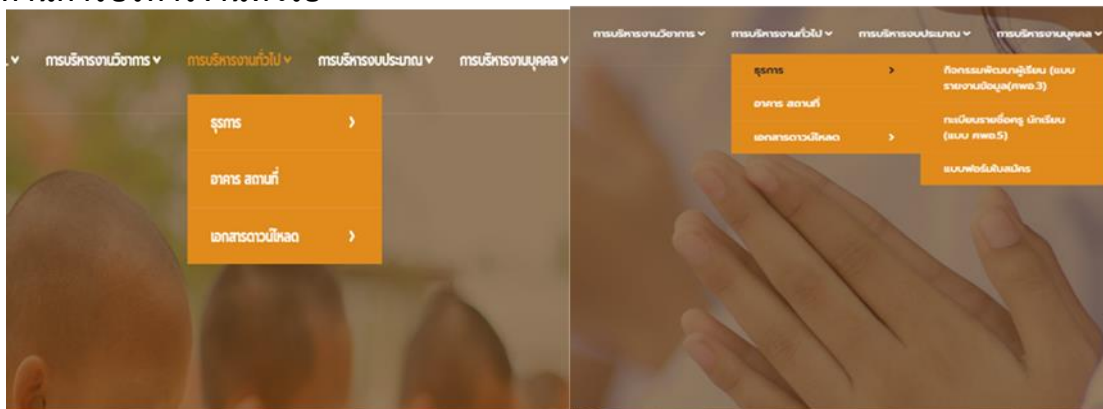 การบริหารงานวิชาการ การบริหารงานทั่วไป การบริหารงบประมาณ การบริหารงานบุคคล
ธุรการ
อาคาร สถานที่
เอกสารดาวน์โหลด
การบริหารงานวิชาการ การบริหารงานทั่วไป การบริหารงบประมาณ การบริหารงานบุคคล
ธุรการ
อาคาร สถานที่
เอกสารดาวน์โหลด
กิจกรรมพัฒนาผู้เรียน (แบบ
รายงานข้อมูล(ศพอ.3)
ทะเบียนรายชื่อครู นักเรียน
(แบบ ศพอ.5)
แบบฟอร์มใบสมัคร